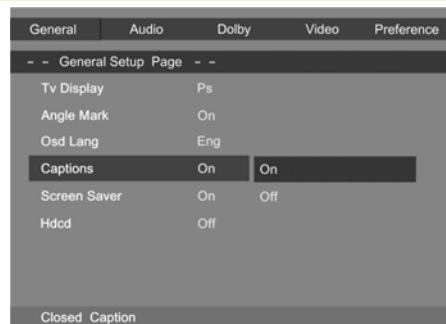 General Audio Dolby Video Preference
- - General Setup Page - -
Tv Display Ps
Angle Mark On
Osd Lang Eng
Captions On On
Screen Saver On Off
Hdcd Off
Closed Caption